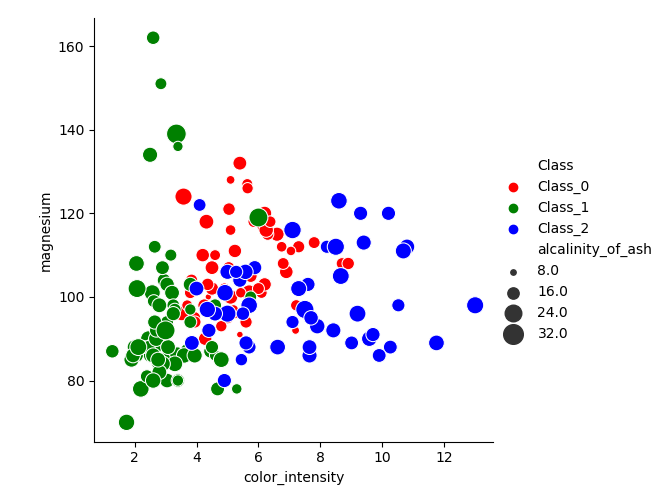 160
140
120
100
80
magnesium
2
4
6
8
10
12
color_intensity
Class
Class_0
Class_1
Class_2
alcalinity_of_ash
8.0
16.0
24.0
32.0